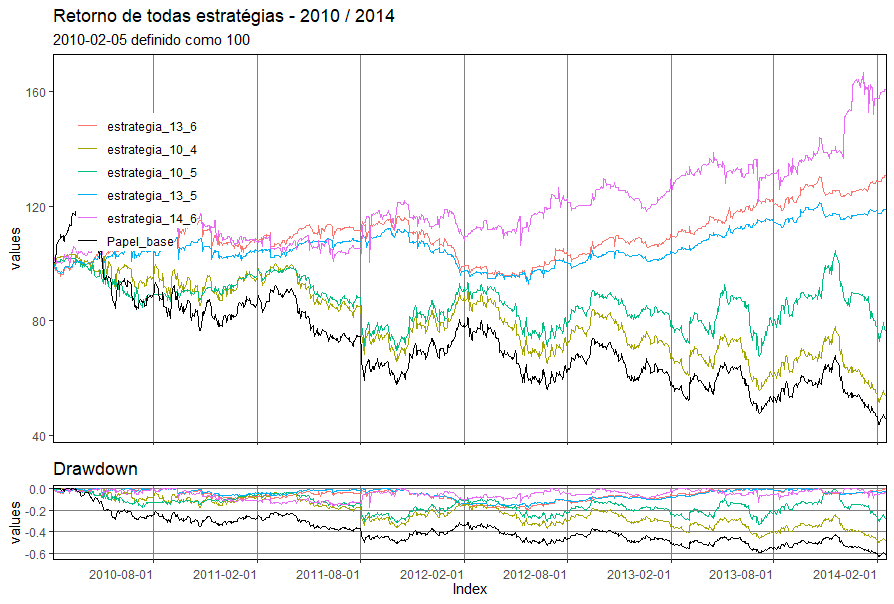 Retorno de todas estratégias - 2010 / 2014
2010-02-05 definido como 100
values
160
120
80
40
estrategia_13_6
estrategia_10_4
estrategia_10_5
estrategia_13_5
estrategia_14_6
Papel_base
Drawdown
values
0.0
-0.2
-0.4
-0.6
2010-08-01
2011-02-01
2011-08-01
2012-02-01
2012-08-01
2013-02-01
2013-08-01
2014-02-01
Index